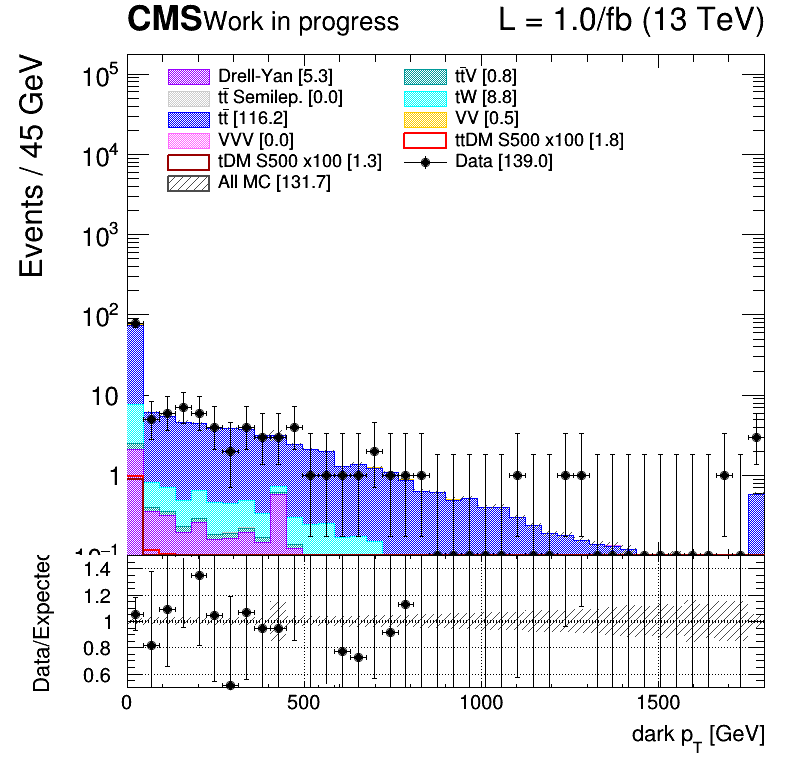 CMS Work in progress L = 1.0/fb (13 TeV)
Events / 45 GeV
Drell-Yan [5.3] tt̄V [0.8]
tt̄ Semilep. [0.0] tW [8.8]
tt̄ [116.2] VV [0.5]
VVV [0.0] ttDM S500 x100 [1.8]
tDM S500 x100 [1.3] Data [139.0]
All MC [131.7]
10⁵
10⁴
10³
10²
10
1
10⁻¹
Data/Expected
1.4
1.2
1
0.8
0.6
0 500 1000 1500
dark p_T [GeV]